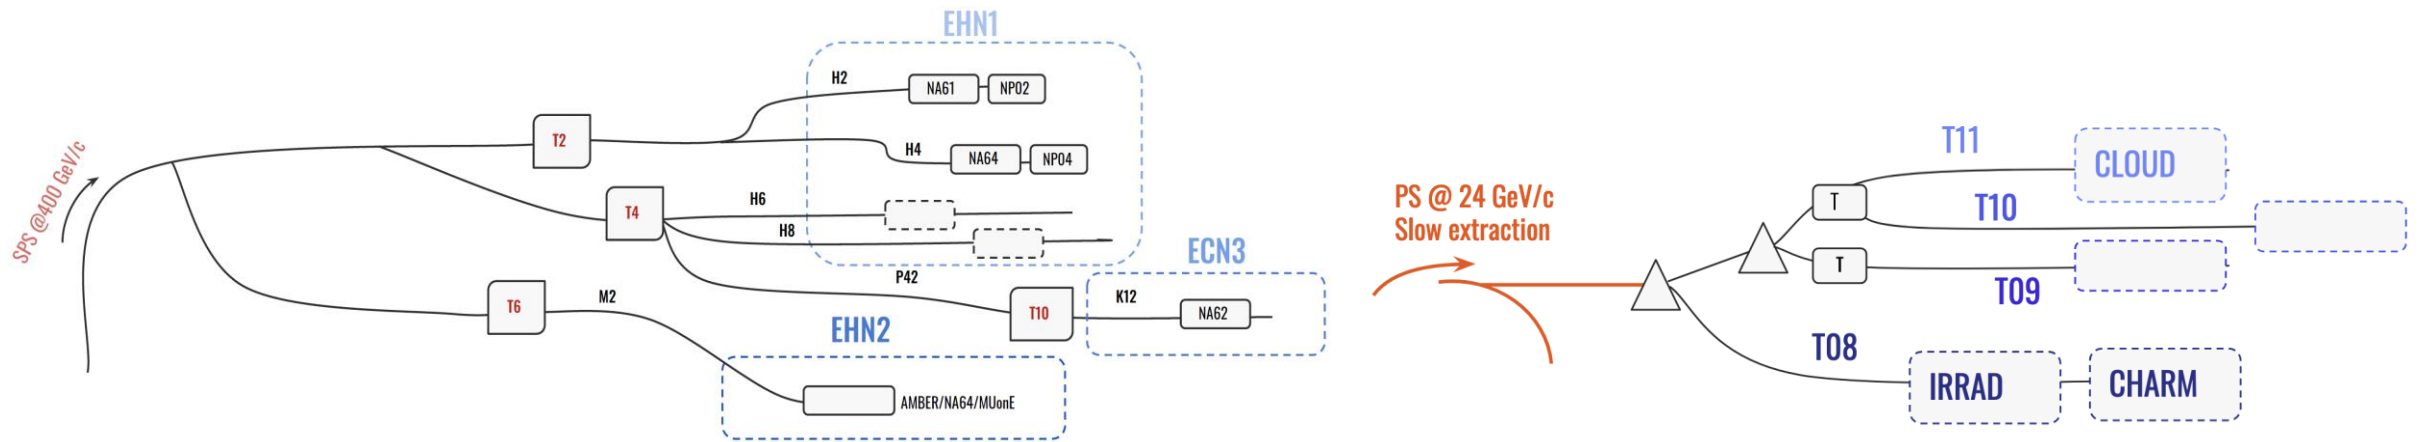 EHN1
H2
NA61
NP02
SPS @400 GeV/c
T2
H4
NA64
NP04
T4
H6
H8
ECN3
P42
K12
T6
M2
T10
NA62
EHN2
AMBER/NA64/MUonE
PS @ 24 GeV/c
Slow extraction
T11
CLOUD
T
T10
T
T09
T08
IRRAD
CHARM